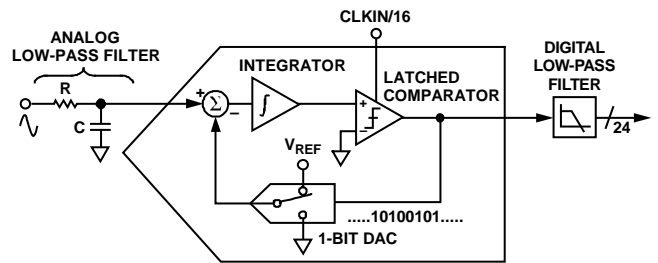 ANALOG
LOW-PASS FILTER
R
C
+
Σ
−
INTEGRATOR
∫
CLKIN/16
LATCHED
COMPARATOR
+
−
DIGITAL
LOW-PASS
FILTER
24
VREF
.....10100101.....
1-BIT DAC